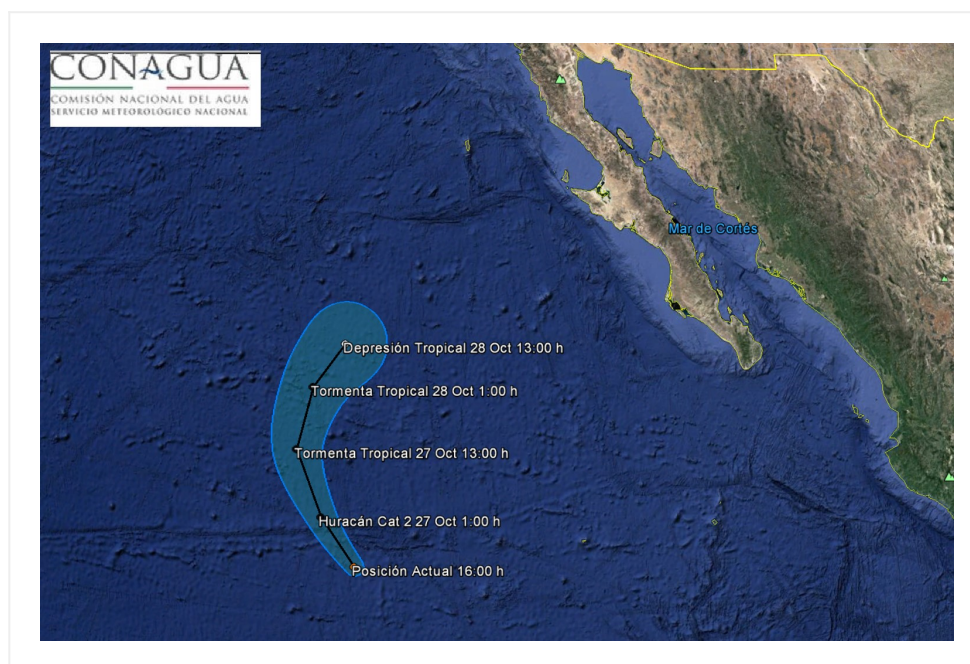 CONAGUA
COMISIÓN NACIONAL DEL AGUA
SERVICIO METEOROLÓGICO NACIONAL
Mar de Cortés
Depresión Tropical 28 Oct 13:00 h
Tormenta Tropical 28 Oct 1:00 h
Tormenta Tropical 27 Oct 13:00 h
Huracán Cat 2 27 Oct 1:00 h
Posición Actual 16:00 h